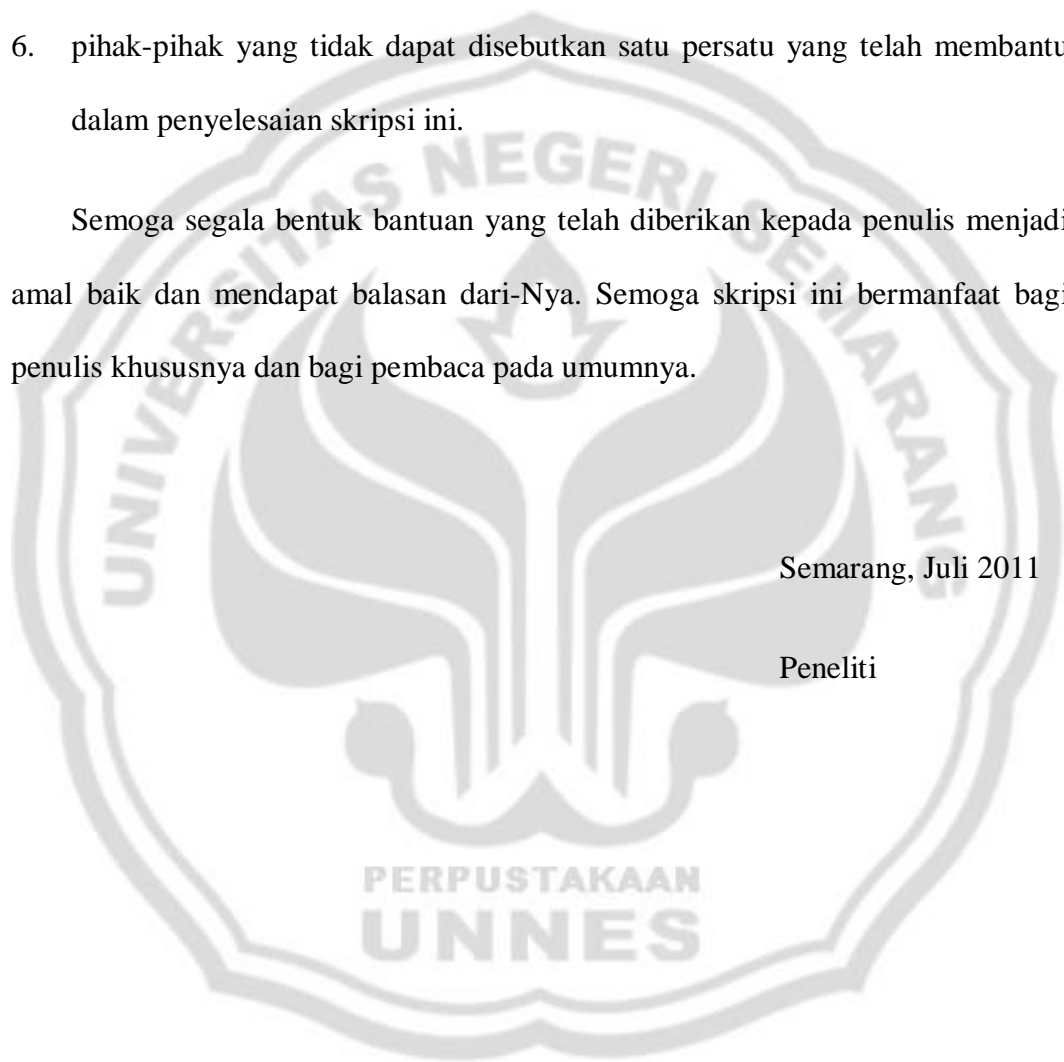 6. pihak-pihak yang tidak dapat disebutkan satu persatu yang telah membantu
dalam penyelesaian skripsi ini.
Semoga segala bentuk bantuan yang telah diberikan kepada penulis menjadi
amal baik dan mendapat balasan dari-Nya. Semoga skripsi ini bermanfaat bagi
penulis khususnya dan bagi pembaca pada umumnya.
Semarang, Juli 2011
Peneliti
UNIVERSITAS NEGERI SEMARANG
PERPUSTAKAAN
UNNES